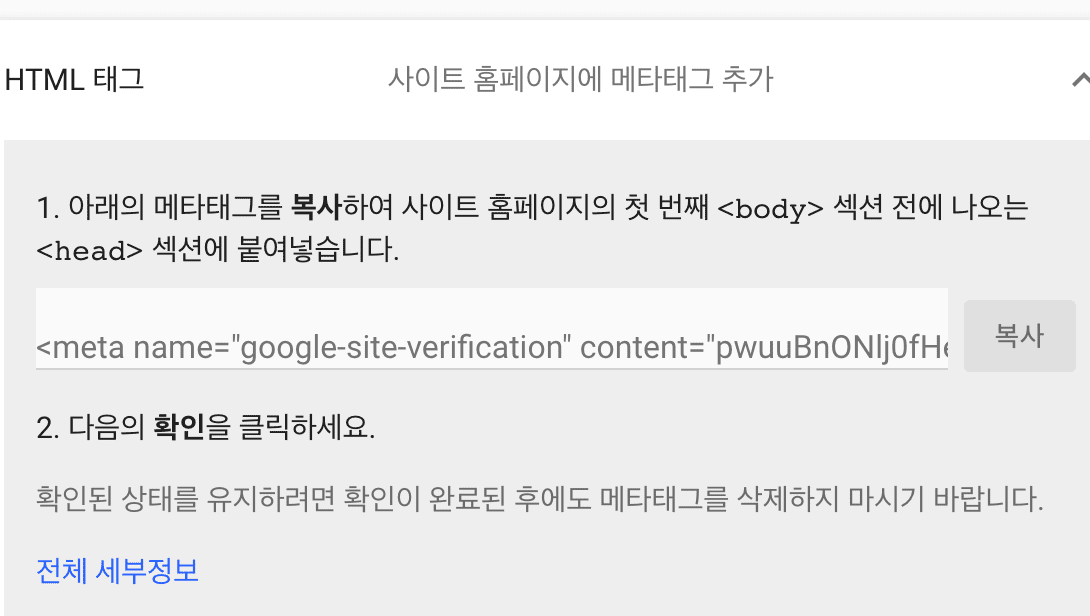 HTML 태그
사이트 홈페이지에 메타태그 추가
1. 아래의 메타태그를 복사하여 사이트 홈페이지의 첫 번째 <body> 섹션 전에 나오는
<head> 섹션에 붙여넣습니다.
<meta name="google-site-verification" content="pwuuBnONlj0fHe
복사
2. 다음의 확인을 클릭하세요.
확인된 상태를 유지하려면 확인이 완료된 후에도 메타태그를 삭제하지 마시기 바랍니다.
전체 세부정보